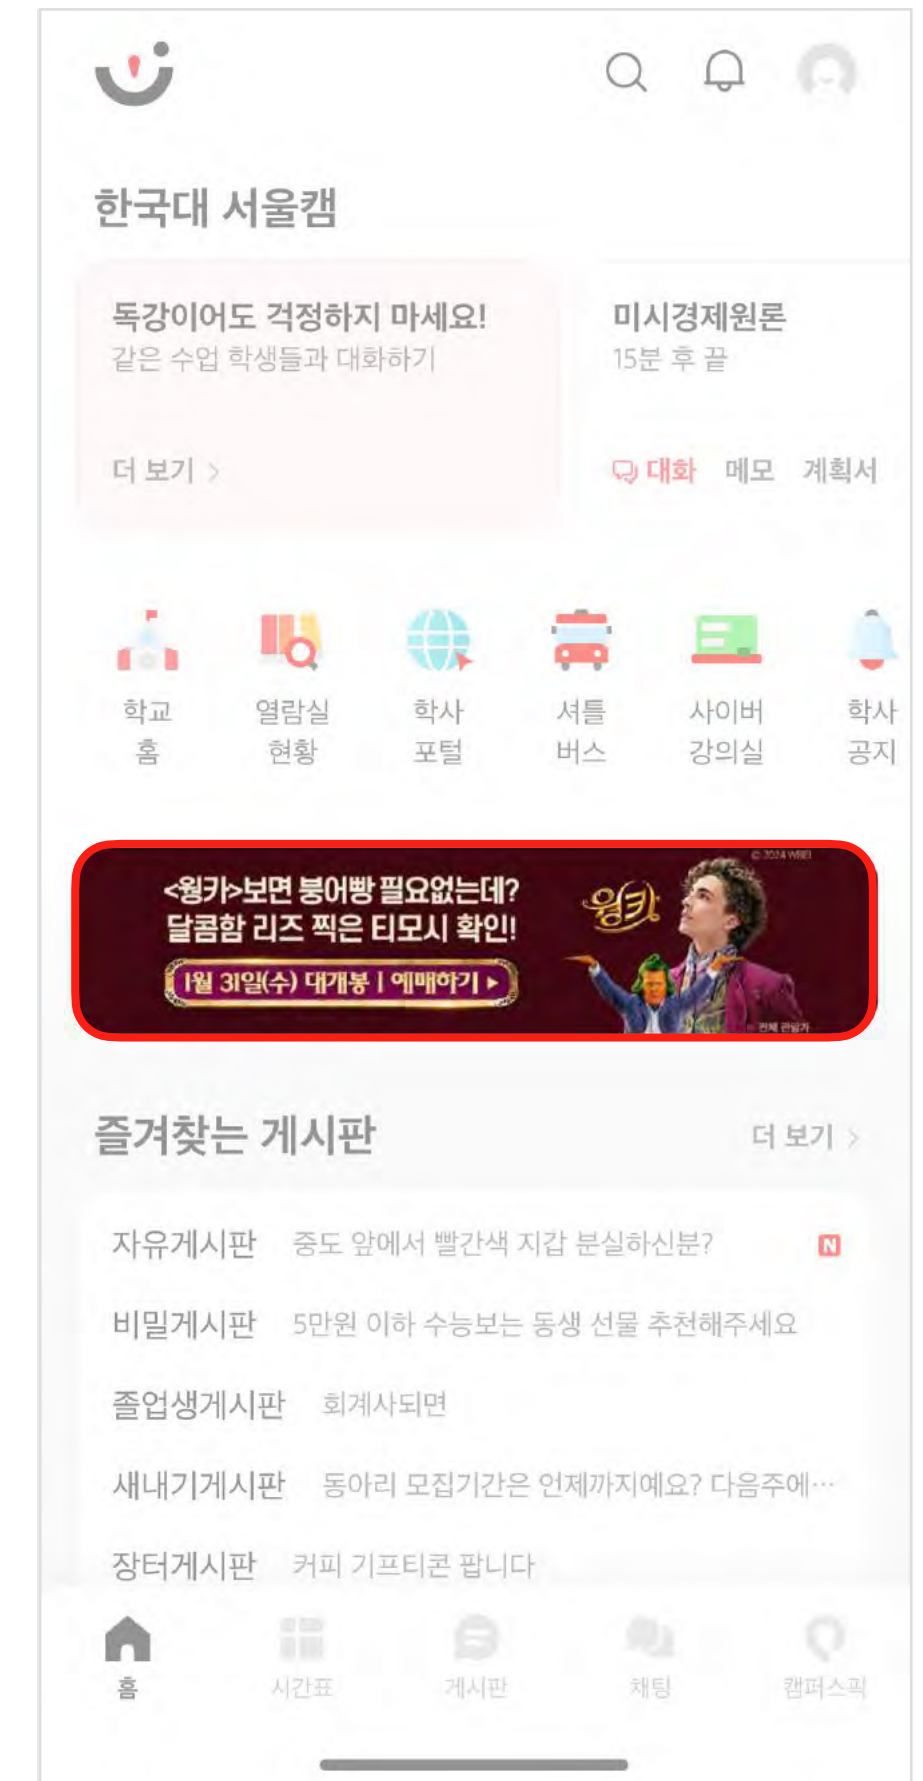 한국대 서울캠
독강이어도 걱정하지 마세요!
같은 수업 학생들과 대화하기
더 보기 >
미시경제원론
15분 후 끝
대화 메모 계획서
학교 홈
열람실 현황
학사 포털
셔틀 버스
사이버 강의실
학사 공지
© 2024 WBEI
<웡카>보면 붕어빵 필요없는데?
달콤함 리즈 찍은 티모시 확인!
1월 31일(수) 대개봉 | 예매하기 ▸
웡카
전체 관람가
즐겨찾는 게시판
더 보기 >
자유게시판 중도 앞에서 빨간색 지갑 분실하신분? N
비밀게시판 5만원 이하 수능보는 동생 선물 추천해주세요
졸업생게시판 회계사되면
새내기게시판 동아리 모집기간은 언제까지예요? 다음주에…
장터게시판 커피 기프티콘 팝니다
홈 시간표 게시판 채팅 캠퍼스픽